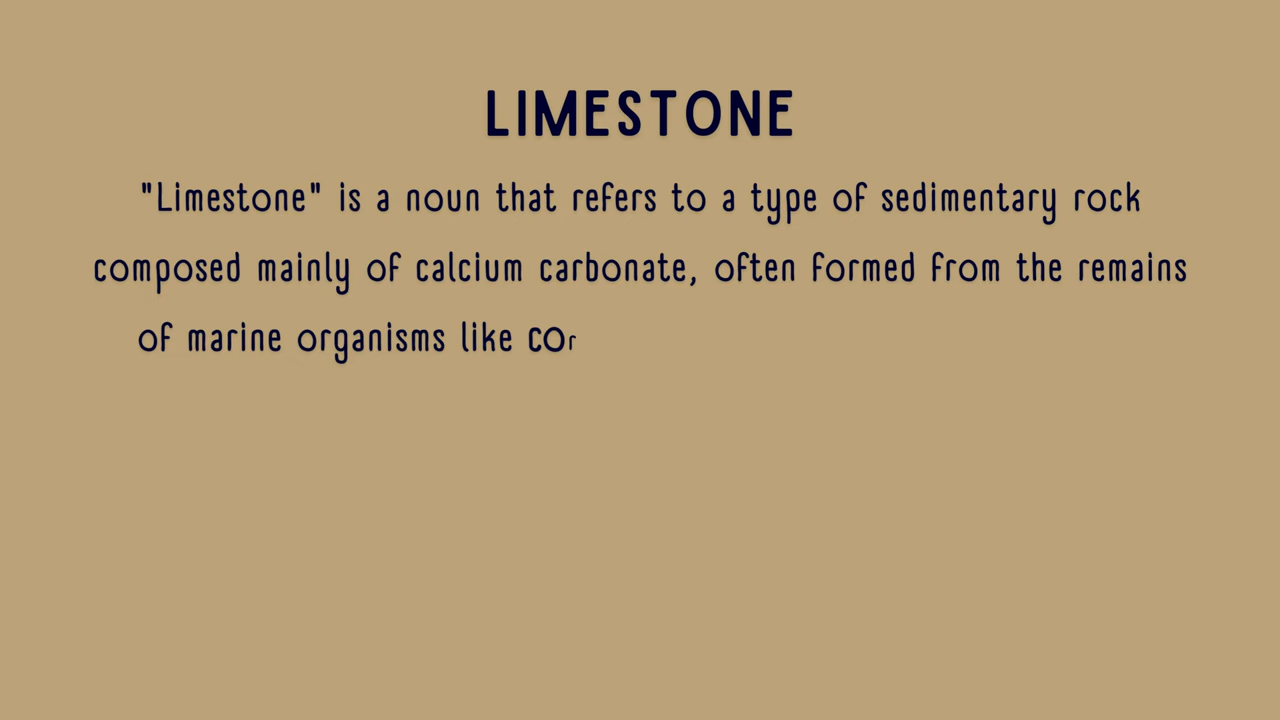 LIMESTONE
"Limestone" is a noun that refers to a type of sedimentary rock
composed mainly of calcium carbonate, often formed from the remains
of marine organisms like cor